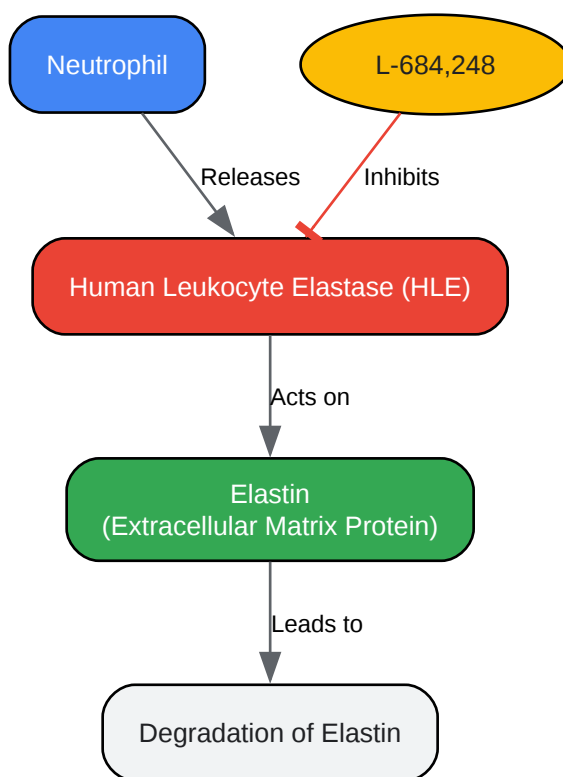 Neutrophil
L-684,248
Releases
Inhibits
Human Leukocyte Elastase (HLE)
Acts on
Elastin
(Extracellular Matrix Protein)
Leads to
Degradation of Elastin